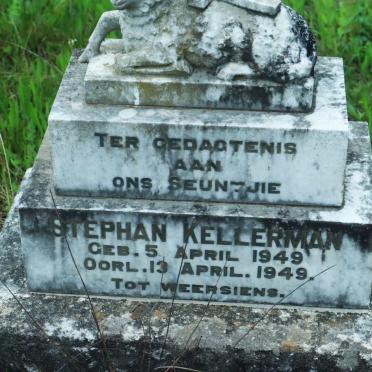 TER GEDAGTENIS
AAN
ONS SEUNTJIE
STEPHAN KELLERMAN
GEB. 5. APRIL 1949
OORL. 13 APRIL. 1949.
TOT WEERSIENS.